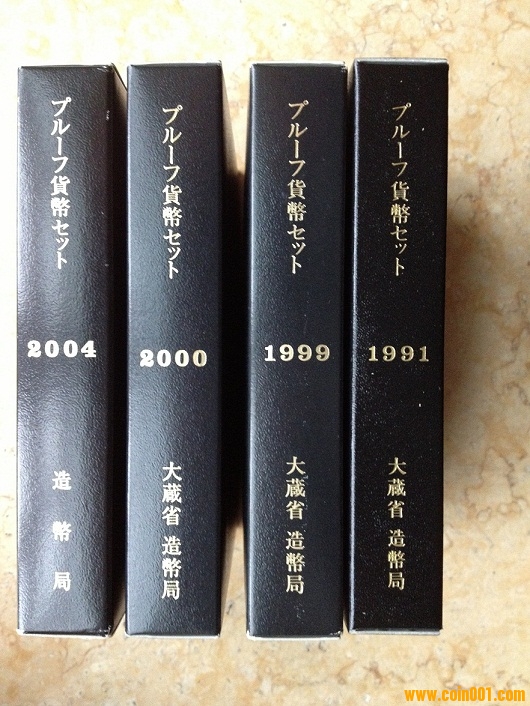 プルーフ貨幣セット
2004
造幣局
プルーフ貨幣セット
2000
大蔵省 造幣局
プルーフ貨幣セット
1999
大蔵省 造幣局
プルーフ貨幣セット
1991
大蔵省 造幣局
www.coin001.com